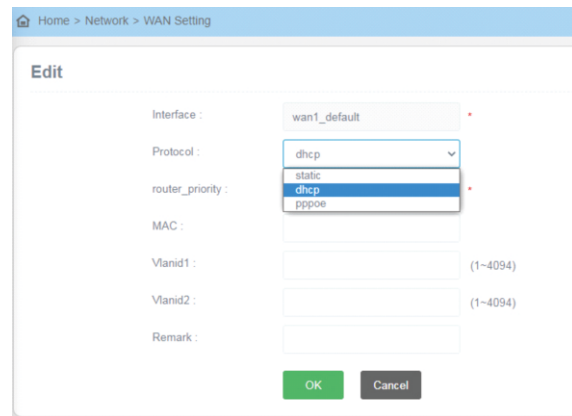 Home > Network > WAN Setting
Edit
Interface : wan1_default *
Protocol : dhcp
static
dhcp
router_priority : *
pppoe
MAC :
Vlanid1 : (1~4094)
Vlanid2 : (1~4094)
Remark :
OK Cancel